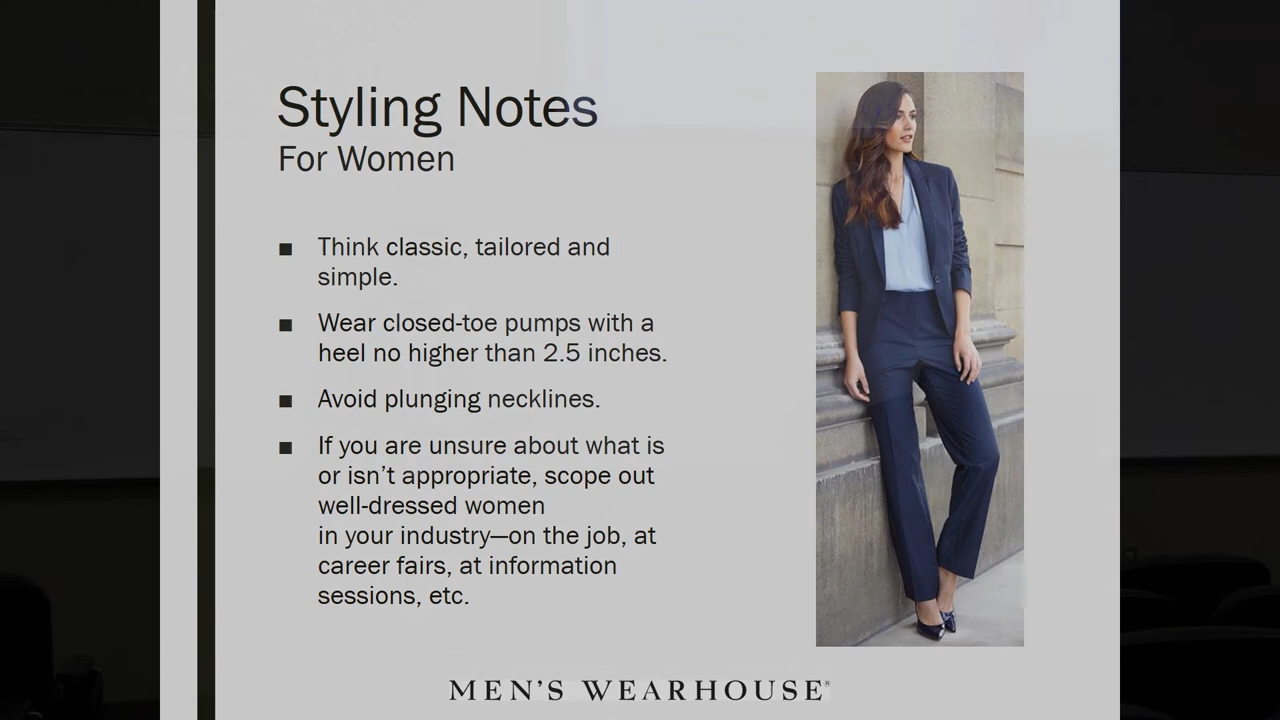 Styling Notes
For Women
■ Think classic, tailored and
simple.
■ Wear closed-toe pumps with a
heel no higher than 2.5 inches.
■ Avoid plunging necklines.
■ If you are unsure about what is
or isn’t appropriate, scope out
well-dressed women
in your industry—on the job, at
career fairs, at information
sessions, etc.
MEN’S WEARHOUSE®